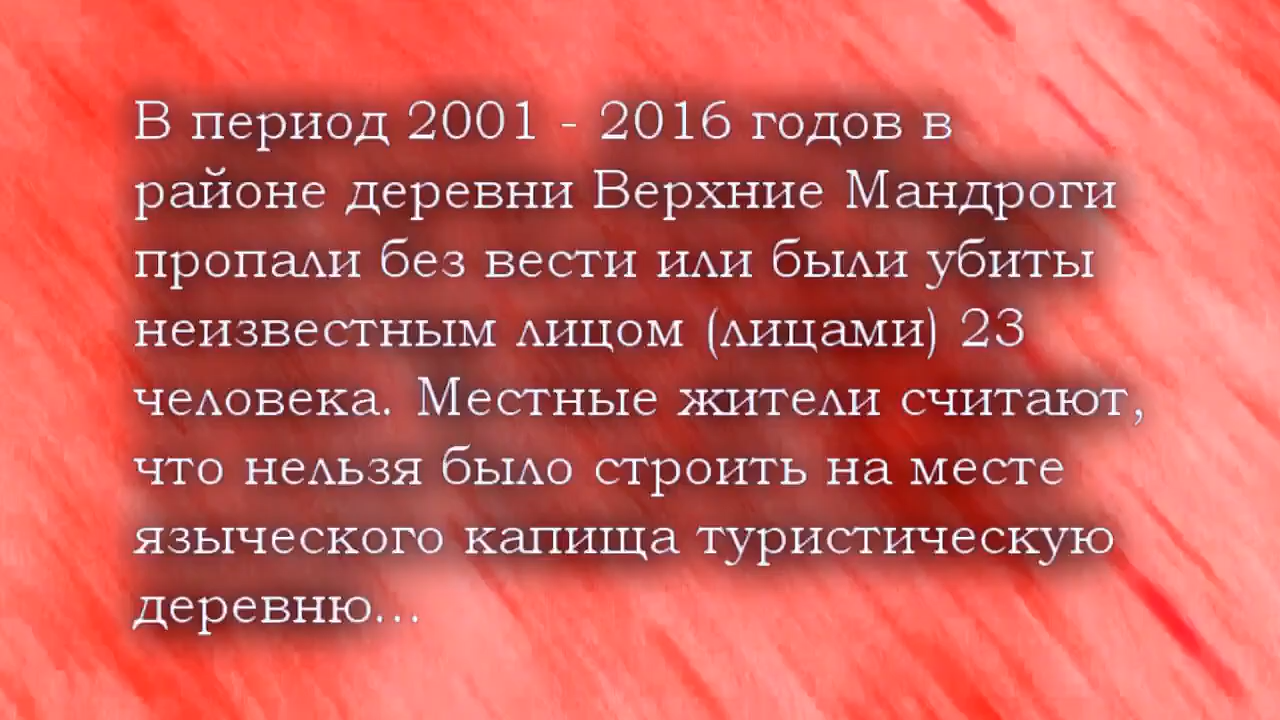 В период 2001 - 2016 годов в
районе деревни Верхние Мандроги
пропали без вести или были убиты
неизвестным лицом (лицами) 23
человека. Местные жители считают,
что нельзя было строить на месте
языческого капища туристическую
деревню...